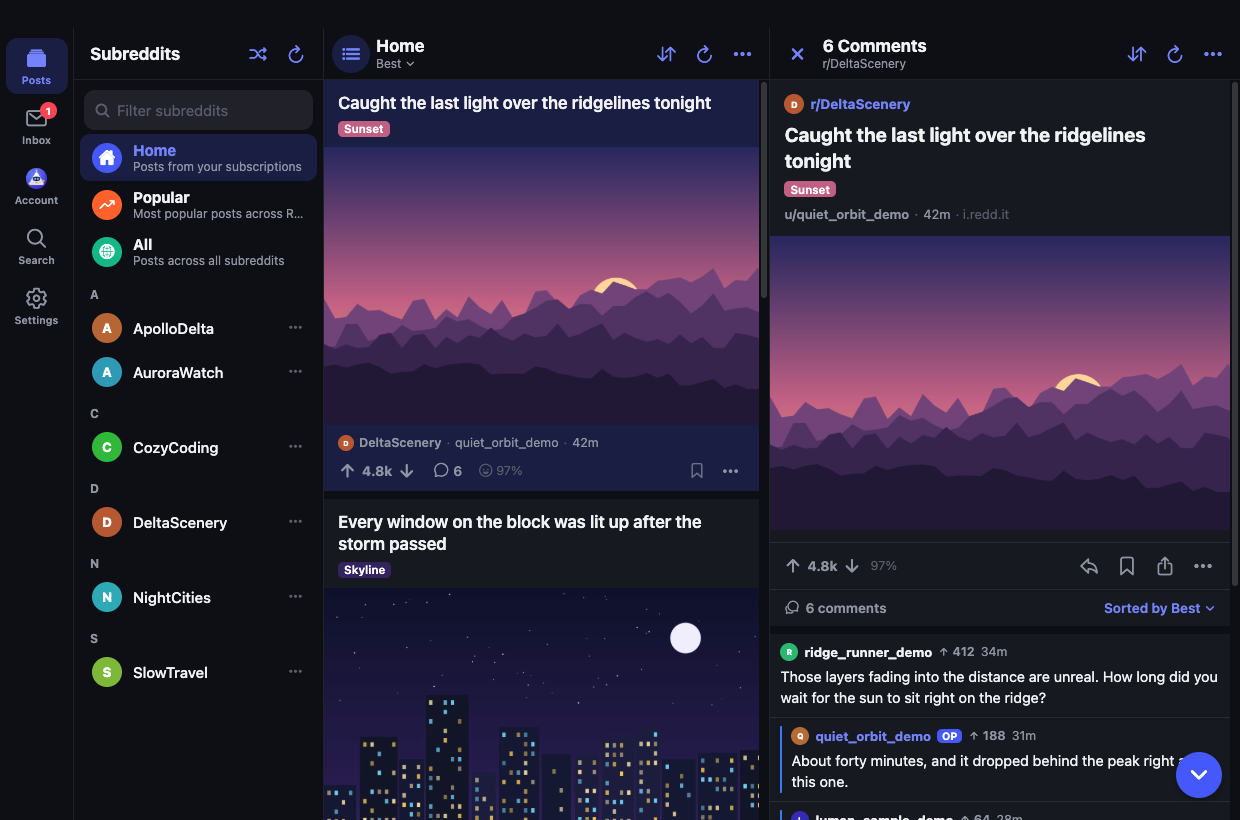 Posts
1
Inbox
Account
Search
Settings
Subreddits
Filter subreddits
Home
Posts from your subscriptions
Popular
Most popular posts across R...
All
Posts across all subreddits
A
A ApolloDelta
A AuroraWatch
C
C CozyCoding
D
D DeltaScenery
N
N NightCities
S
S SlowTravel
Home
Best
Caught the last light over the ridgelines tonight
Sunset
D DeltaScenery · quiet_orbit_demo · 42m
4.8k 6 97%
Every window on the block was lit up after the
storm passed
Skyline
6 Comments
r/DeltaScenery
D r/DeltaScenery
Caught the last light over the ridgelines
tonight
Sunset
u/quiet_orbit_demo · 42m · i.redd.it
4.8k 97%
6 comments
Sorted by Best
R ridge_runner_demo 412 34m
Those layers fading into the distance are unreal. How long did you
wait for the sun to sit right on the ridge?
Q quiet_orbit_demo OP 188 31m
About forty minutes, and it dropped behind the peak right
this one.
64 28m